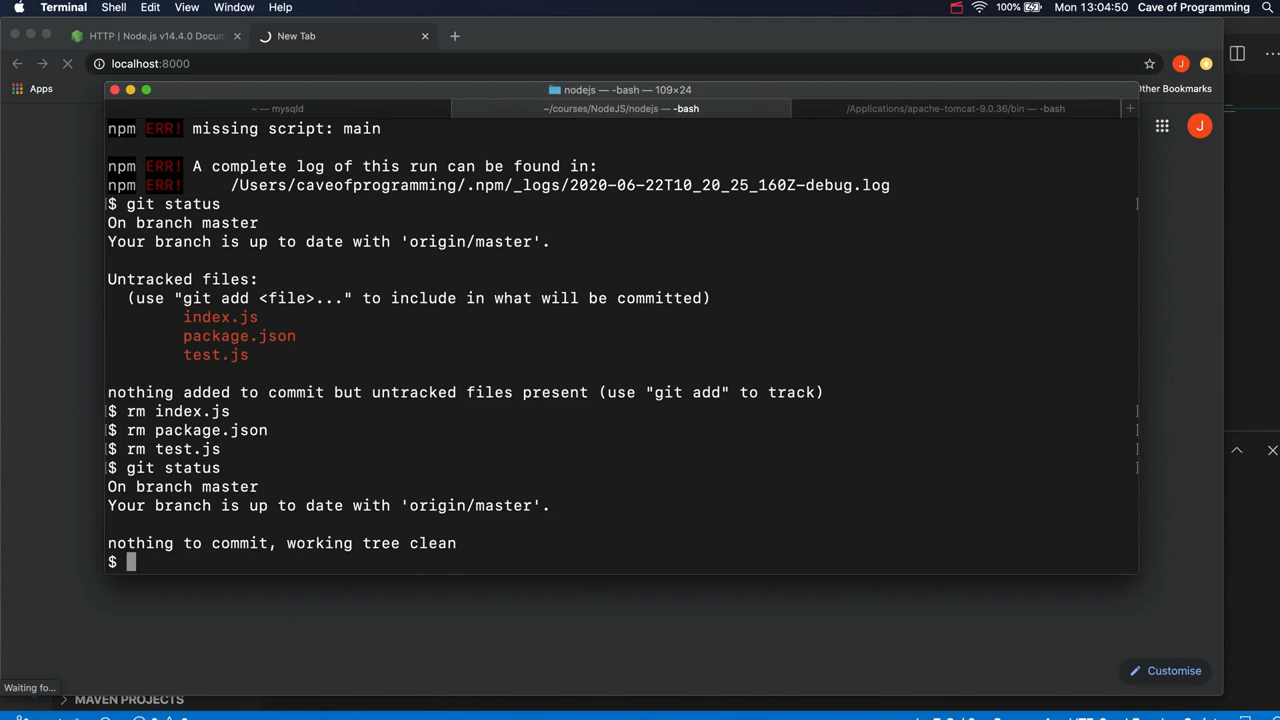 Terminal Shell Edit View Window Help 100% Mon 13:04:50 Cave of Programming
HTTP | Node.js v14.4.0 Docum New Tab
localhost:8000
Apps Other Bookmarks
nodejs — -bash — 109×24
~ — mysqld ~/courses/NodeJS/nodejs — -bash /Applications/apache-tomcat-9.0.36/bin — -bash
npm ERR! missing script: main
npm ERR! A complete log of this run can be found in:
npm ERR!     /Users/caveofprogramming/.npm/_logs/2020-06-22T10_20_25_160Z-debug.log
$ git status
On branch master
Your branch is up to date with 'origin/master'.
Untracked files:
  (use "git add <file>..." to include in what will be committed)
index.js
package.json
test.js
nothing added to commit but untracked files present (use "git add" to track)
$ rm index.js
$ rm package.json
$ rm test.js
$ git status
On branch master
Your branch is up to date with 'origin/master'.
nothing to commit, working tree clean
$
J
J
Customise
Waiting fo...
MAVEN PROJECTS